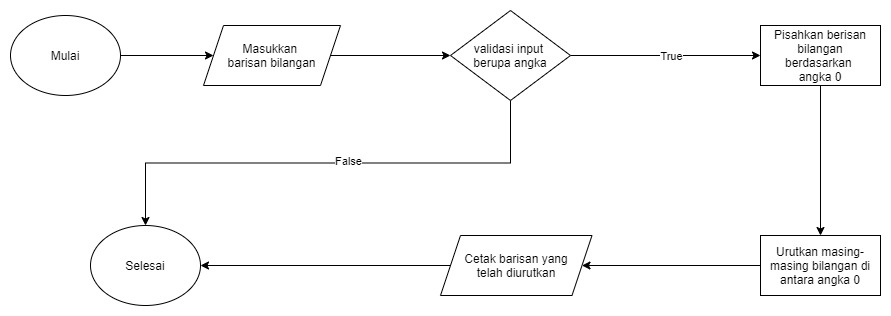 Mulai
Masukkan
barisan bilangan
validasi input
berupa angka
True
Pisahkan berisan
bilangan
berdasarkan
angka 0
False
Urutkan masing-
masing bilangan di
antara angka 0
Cetak barisan yang
telah diurutkan
Selesai